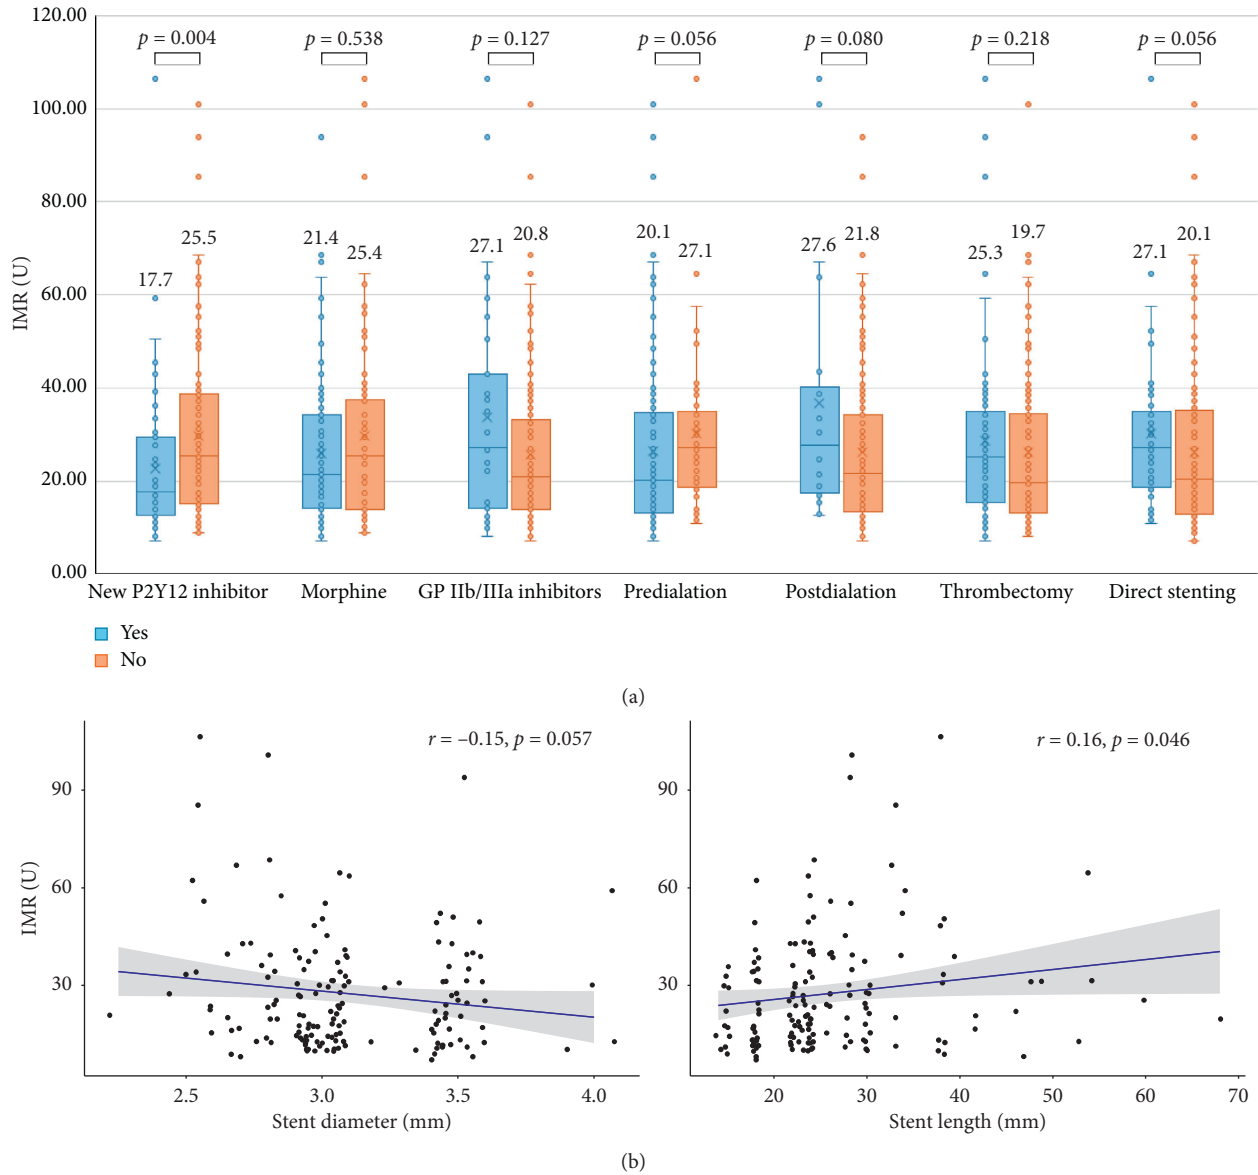 120.00
100.00
80.00
60.00
40.00
20.00
0.00
IMR (U)
p = 0.004
p = 0.538
p = 0.127
p = 0.056
p = 0.080
p = 0.218
p = 0.056
17.7
25.5
21.4
25.4
27.1
20.8
20.1
27.1
27.6
21.8
25.3
19.7
27.1
20.1
New P2Y12 inhibitor
Morphine
GP IIb/IIIa inhibitors
Predialation
Postdialation
Thrombectomy
Direct stenting
Yes
No
(a)
r = –0.15, p = 0.057
90
60
30
IMR (U)
2.5
3.0
3.5
4.0
Stent diameter (mm)
r = 0.16, p = 0.046
90
60
30
20
30
40
50
60
70
Stent length (mm)
(b)